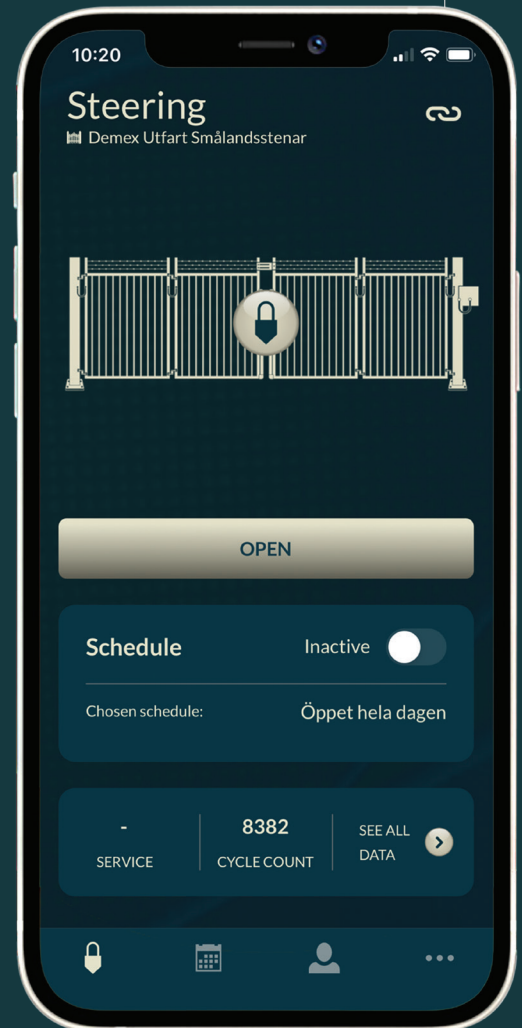 10:20
Steering
Demex Utfart Smålandsstenar
OPEN
Schedule
Inactive
Chosen schedule:
Öppet hela dagen
-
SERVICE
8382
CYCLE COUNT
SEE ALL
DATA